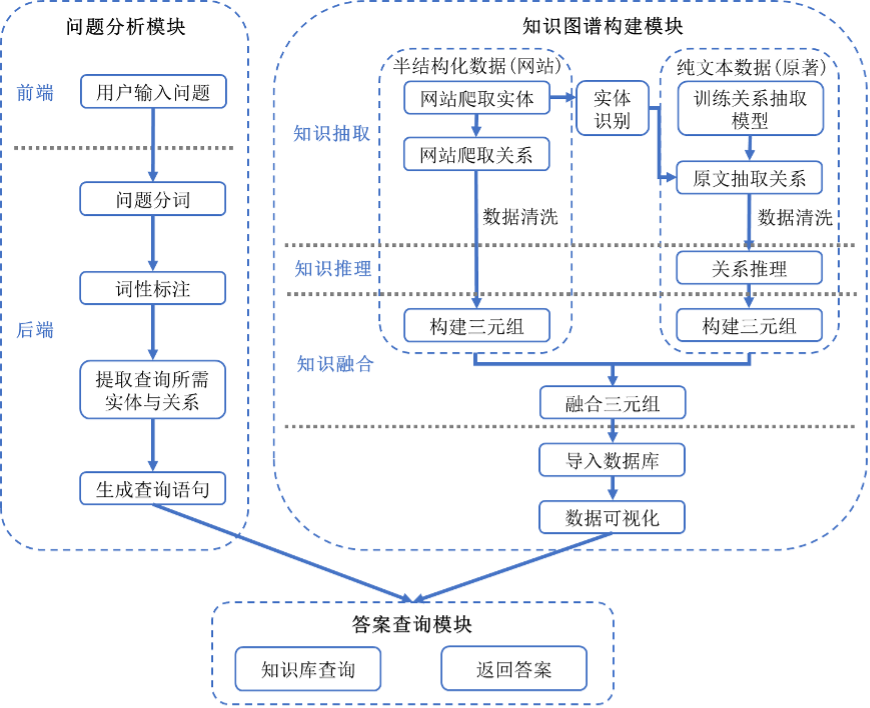 问题分析模块
前端
用户输入问题
问题分词
词性标注
后端
提取查询所需
实体与关系
生成查询语句
知识图谱构建模块
半结构化数据(网站)
纯文本数据(原著)
知识抽取
网站爬取实体
实体
识别
训练关系抽取
模型
网站爬取关系
原文抽取关系
数据清洗
数据清洗
知识推理
关系推理
构建三元组
构建三元组
知识融合
融合三元组
导入数据库
数据可视化
答案查询模块
知识库查询
返回答案